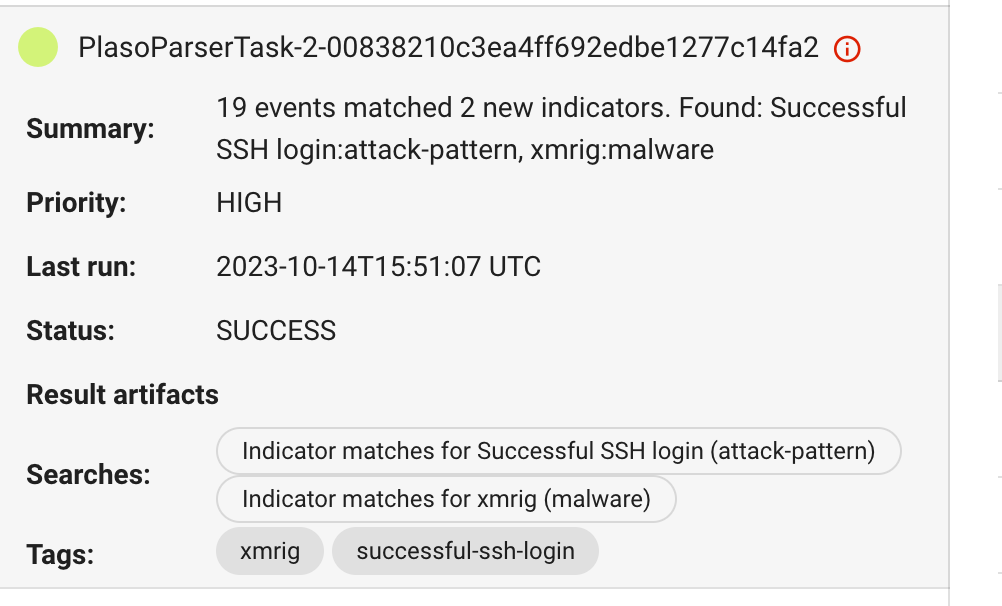 PlasoParserTask-2-00838210c3ea4ff692edbe1277c14fa2
Summary: 19 events matched 2 new indicators. Found: Successful
SSH login:attack-pattern, xmrig:malware
Priority: HIGH
Last run: 2023-10-14T15:51:07 UTC
Status: SUCCESS
Result artifacts
Searches: Indicator matches for Successful SSH login (attack-pattern)
Indicator matches for xmrig (malware)
Tags: xmrig successful-ssh-login